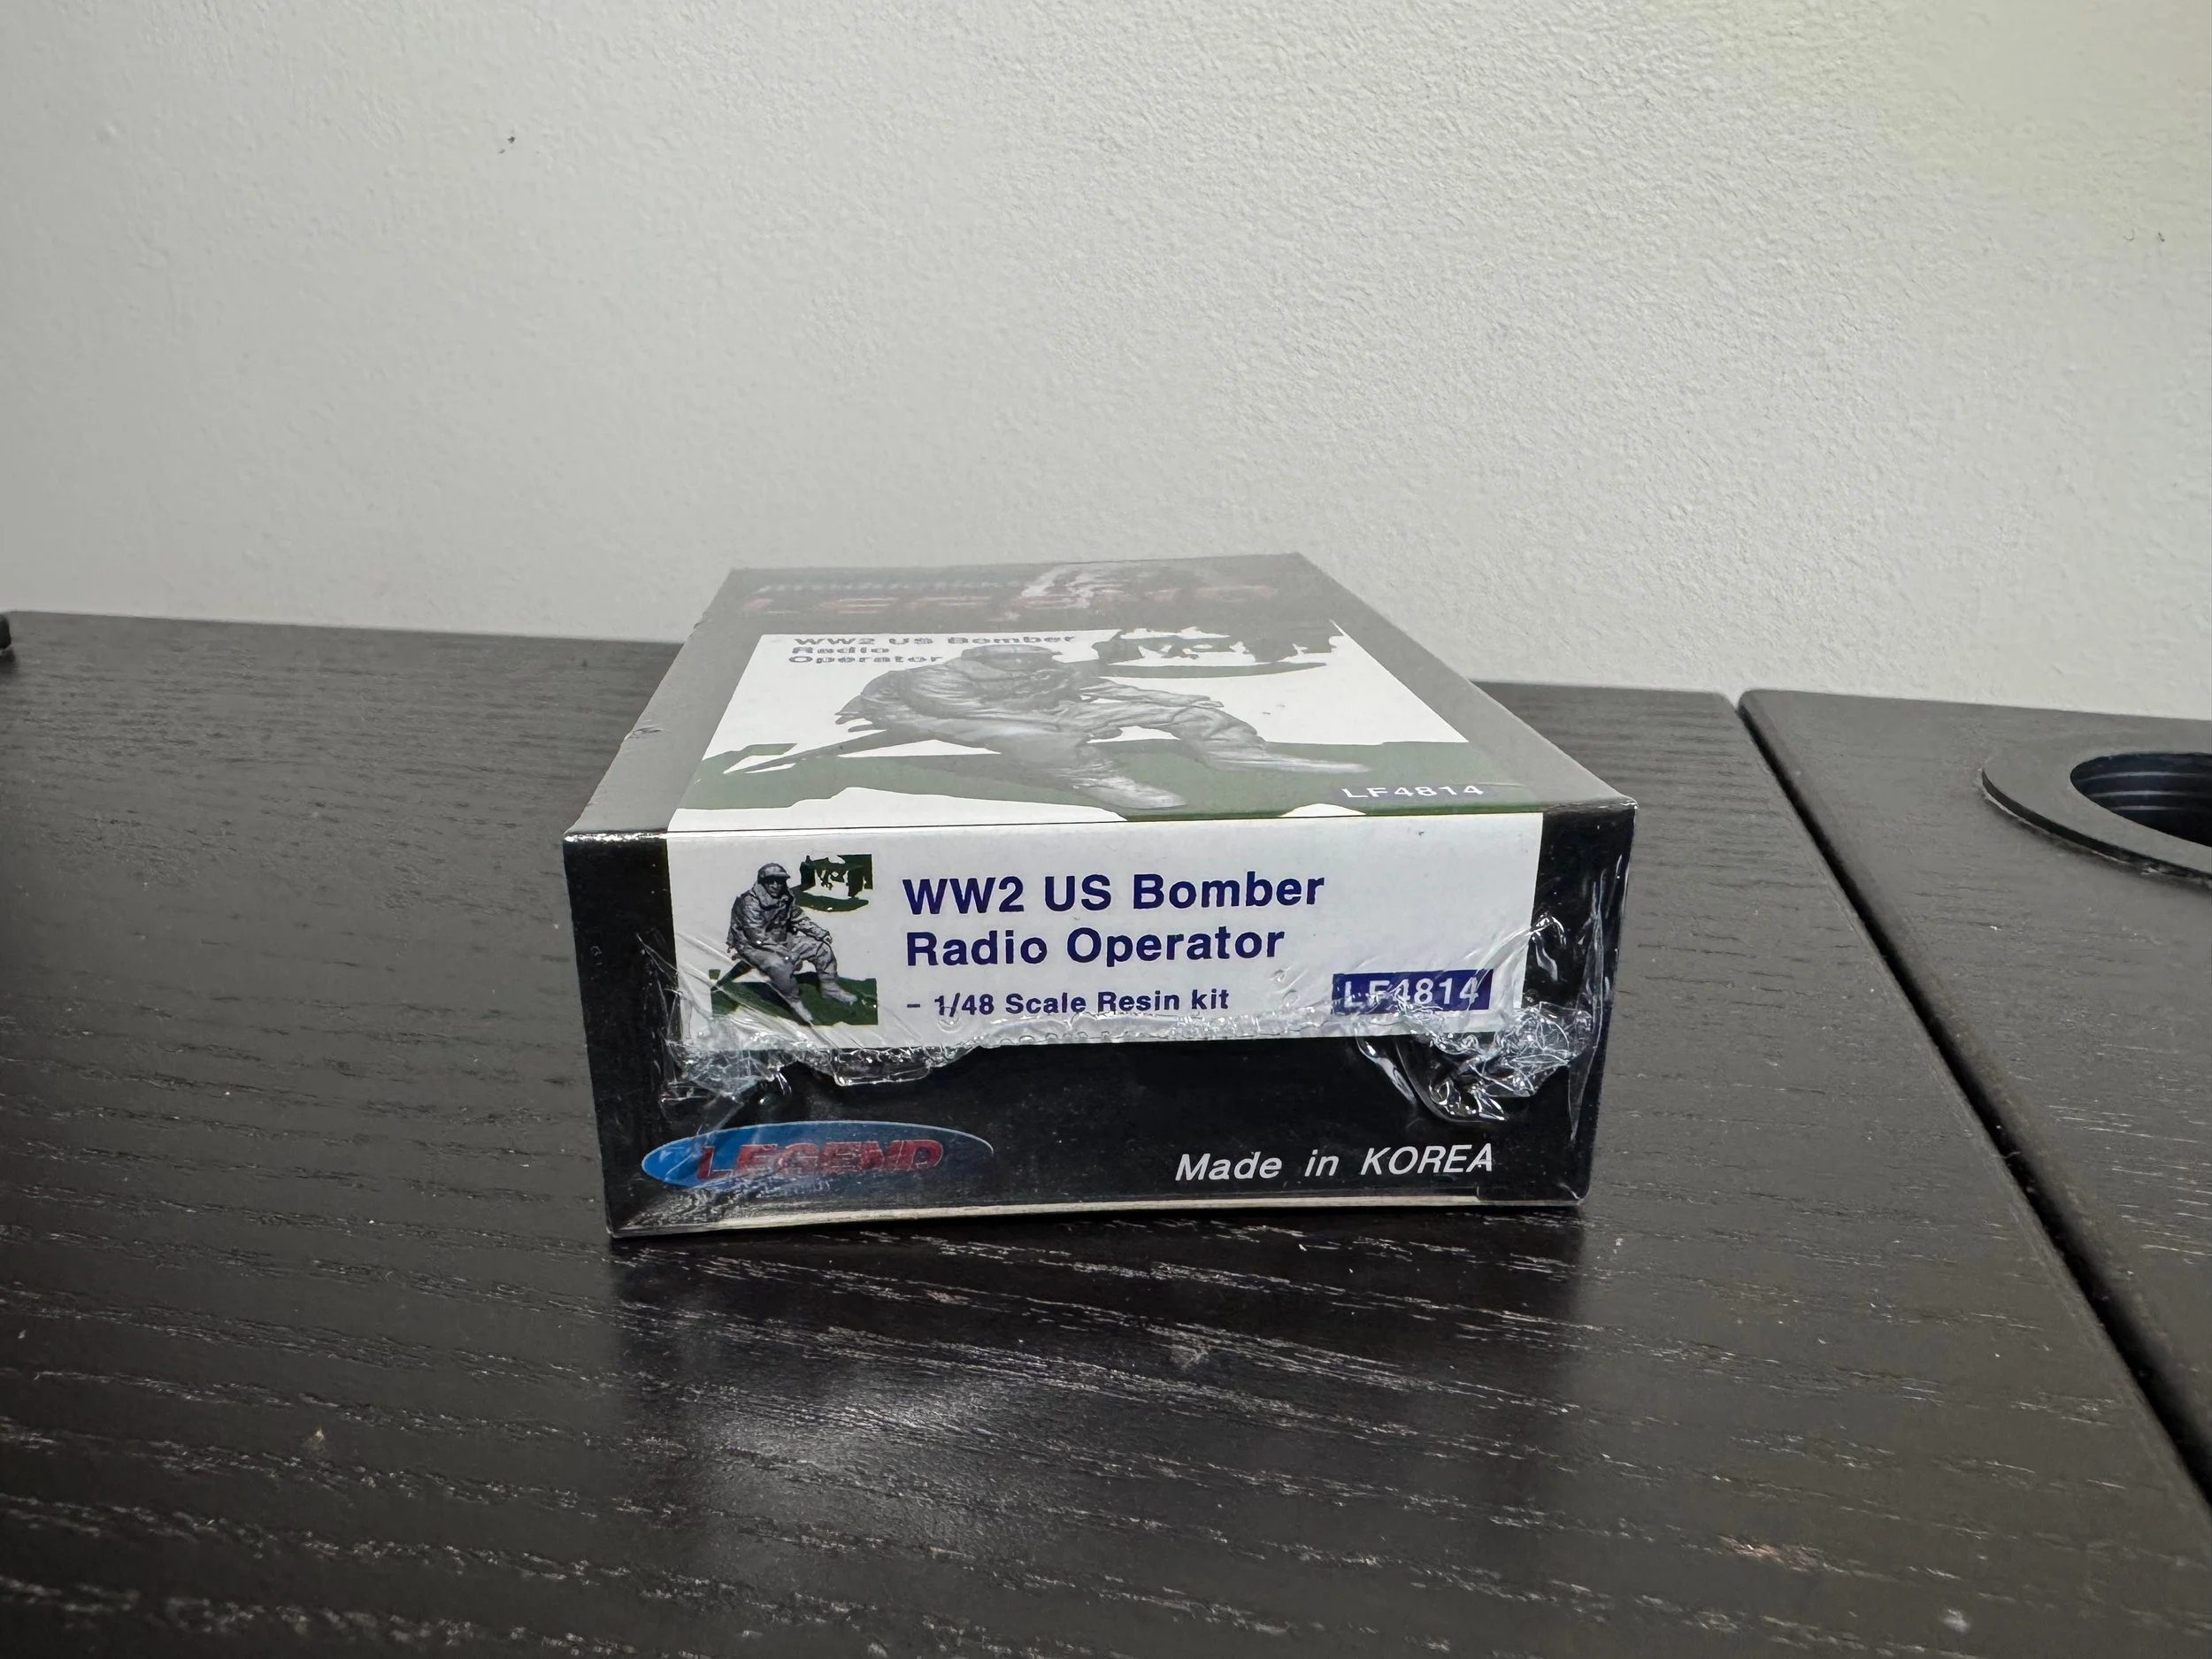 LEGEND
WW2 US Bomber
Radio
Operator
LF4814
WW2 US Bomber
Radio Operator
- 1/48 Scale Resin kit
LF4814
LEGEND
Made in KOREA